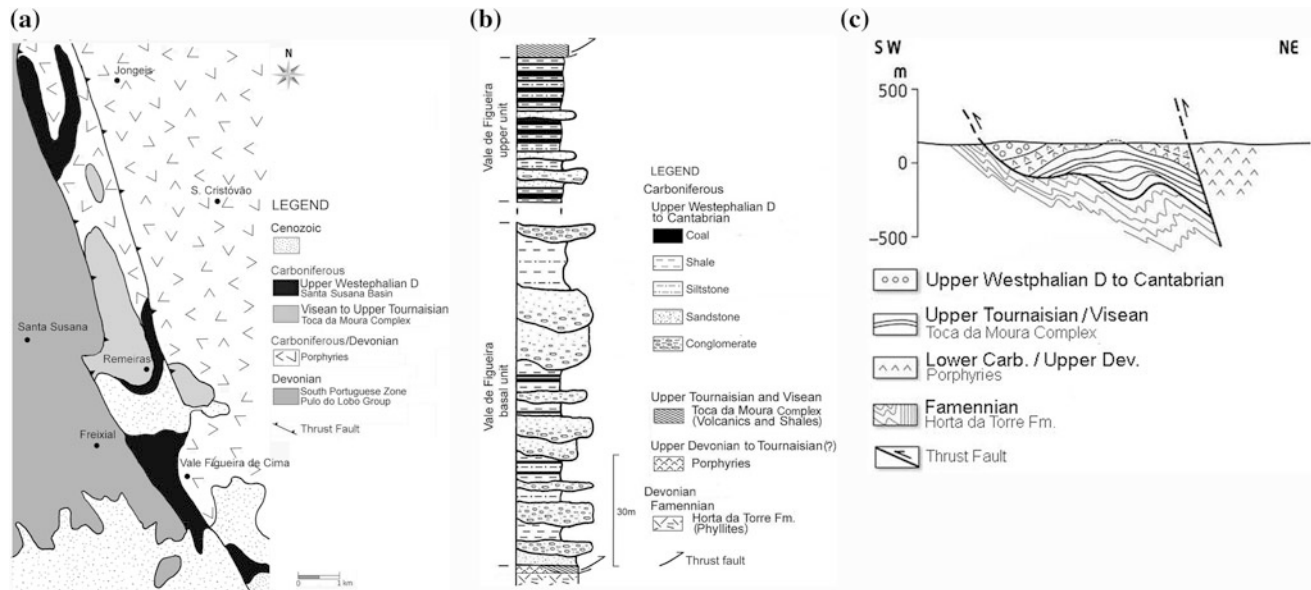 (a)
N
Jongeis
S. Cristóvão
Santa Susana
Remeiras
Freixial
Vale Figueira de Cima
LEGEND
Cenozoic
Carboniferous
Upper Westephalian D
Santa Susana Basin
Visean to Upper Tournaisian
Toca da Moura Complex
Carboniferous/Devonian
Porphyries
Devonian
South Portuguese Zone
Pulo do Lobo Group
Thrust Fault
0 1 km
(b)
Vale de Figueira
upper unit
Vale de Figueira
basal unit
30m
LEGEND
Carboniferous
Upper Westephalian D
to Cantabrian
Coal
Shale
Siltstone
Sandstone
Conglomerate
Upper Tournaisian and Visean
Toca da Moura Complex
(Volcanics and Shales)
Upper Devonian to Tournaisian(?)
Porphyries
Devonian
Famennian
Horta da Torre Fm.
(Phyllites)
Thrust fault
(c)
SW NE
m
500
0
−500
Upper Westphalian D to Cantabrian
Upper Tournaisian/Visean
Toca da Moura Complex
Lower Carb. / Upper Dev.
Porphyries
Famennian
Horta da Torre Fm.
Thrust Fault